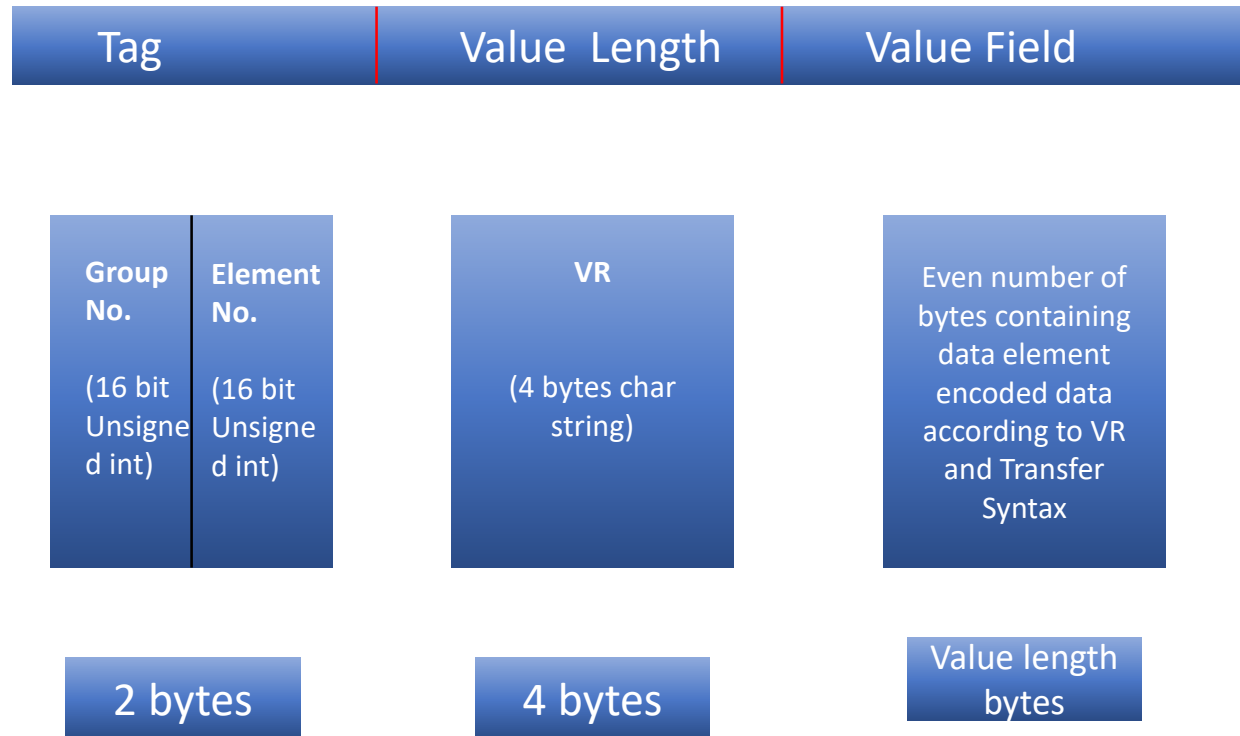 Tag
Value Length
Value Field
Group
No.
(16 bit
Unsigne
d int)
Element
No.
(16 bit
Unsigne
d int)
VR
(4 bytes char
string)
Even number of
bytes containing
data element
encoded data
according to VR
and Transfer
Syntax
2 bytes
4 bytes
Value length
bytes